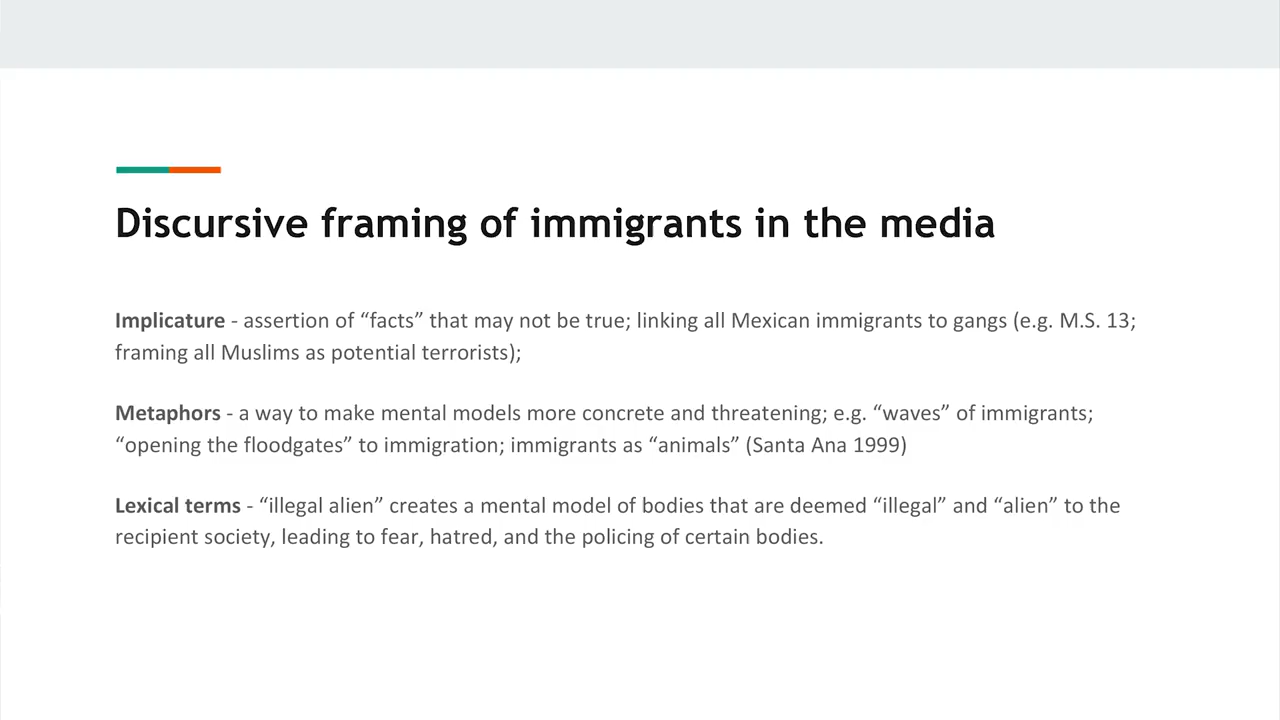 Discursive framing of immigrants in the media
Implicature - assertion of “facts” that may not be true; linking all Mexican immigrants to gangs (e.g. M.S. 13;
framing all Muslims as potential terrorists);
Metaphors - a way to make mental models more concrete and threatening; e.g. “waves” of immigrants;
“opening the floodgates” to immigration; immigrants as “animals” (Santa Ana 1999)
Lexical terms - “illegal alien” creates a mental model of bodies that are deemed “illegal” and “alien” to the
recipient society, leading to fear, hatred, and the policing of certain bodies.